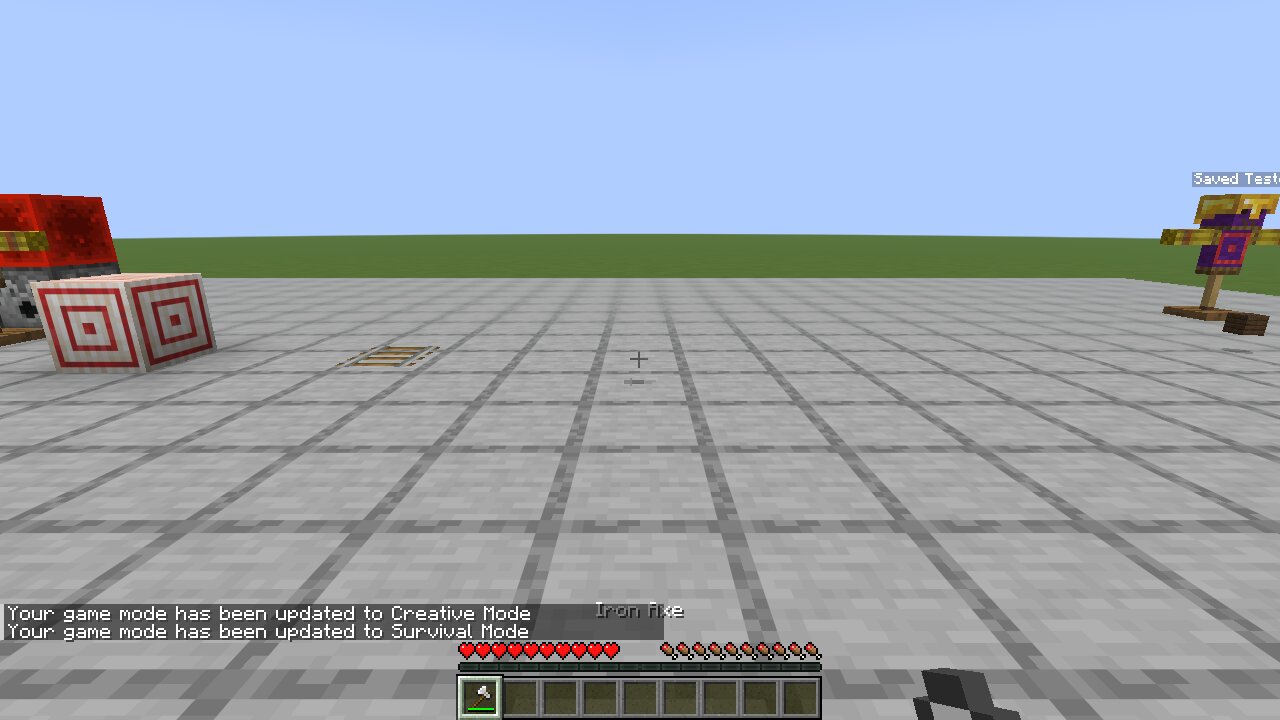 Saved Test
Iron Axe
Your game mode has been updated to Creative Mode
Your game mode has been updated to Survival Mode